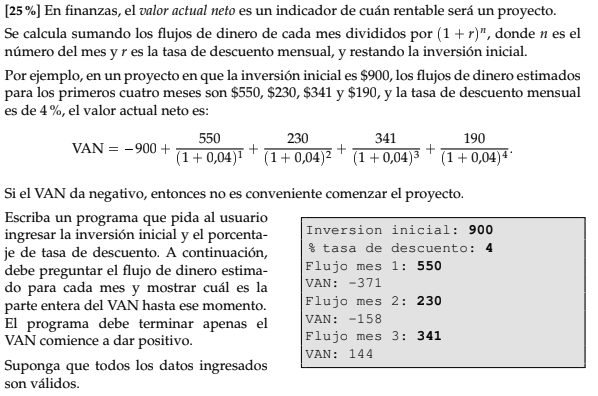 [25 %] En finanzas, el valor actual neto es un indicador de cuán rentable será un proyecto.
Se calcula sumando los flujos de dinero de cada mes divididos por (1 + r)ⁿ, donde n es el
número del mes y r es la tasa de descuento mensual, y restando la inversión inicial.
Por ejemplo, en un proyecto en que la inversión inicial es $900, los flujos de dinero estimados
para los primeros cuatro meses son $550, $230, $341 y $190, y la tasa de descuento mensual
es de 4 %, el valor actual neto es:
VAN = −900 + 550/(1 + 0,04)¹ + 230/(1 + 0,04)² + 341/(1 + 0,04)³ + 190/(1 + 0,04)⁴.
Si el VAN da negativo, entonces no es conveniente comenzar el proyecto.
Escriba un programa que pida al usuario
ingresar la inversión inicial y el porcenta-
je de tasa de descuento. A continuación,
debe preguntar el flujo de dinero estima-
do para cada mes y mostrar cuál es la
parte entera del VAN hasta ese momento.
El programa debe terminar apenas el
VAN comience a dar positivo.
Suponga que todos los datos ingresados
son válidos.
Inversion inicial: 900
% tasa de descuento: 4
Flujo mes 1: 550
VAN: -371
Flujo mes 2: 230
VAN: -158
Flujo mes 3: 341
VAN: 144